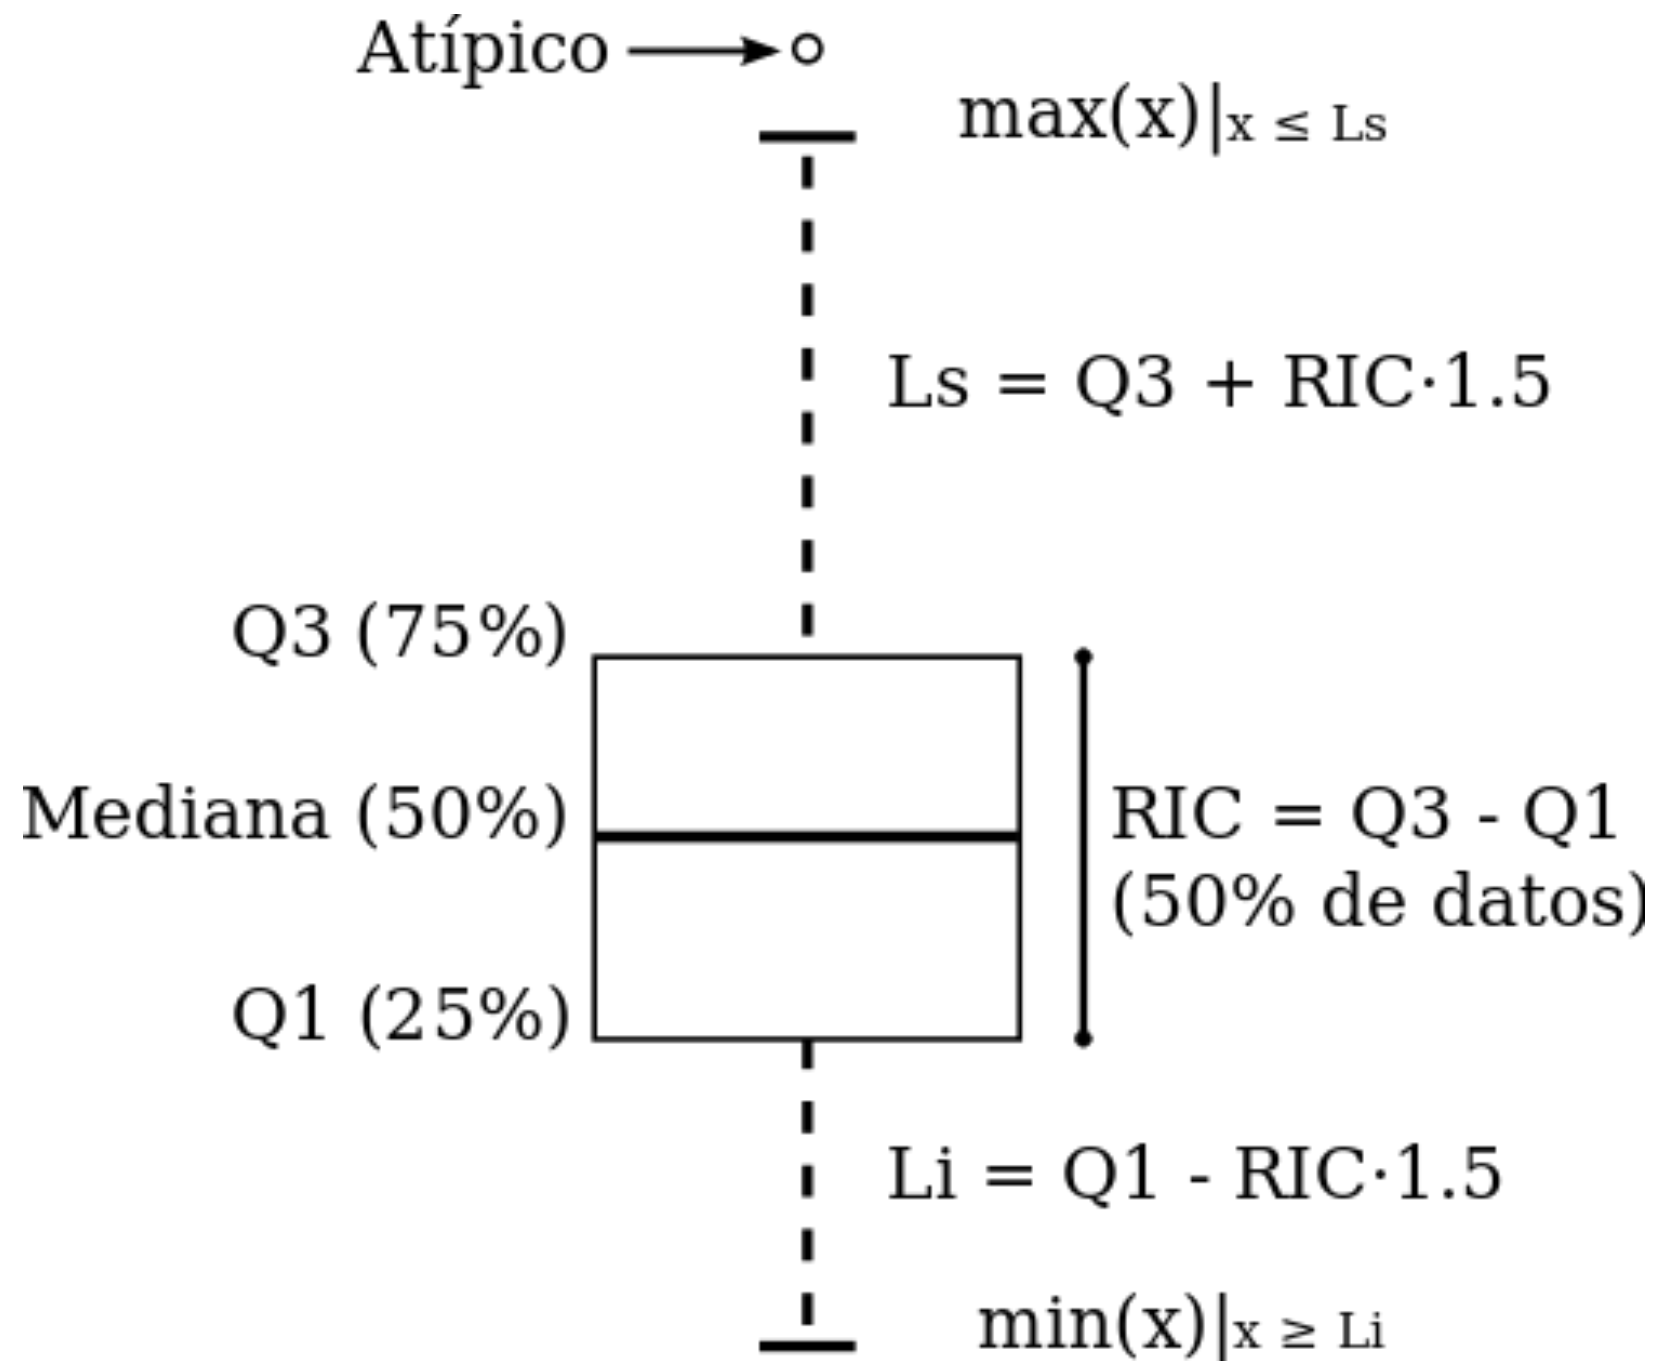 Atípico
max(x)|x ≤ Ls
Ls = Q3 + RIC·1.5
Q3 (75%)
Mediana (50%)
RIC = Q3 - Q1
(50% de datos)
Q1 (25%)
Li = Q1 - RIC·1.5
min(x)|x ≥ Li